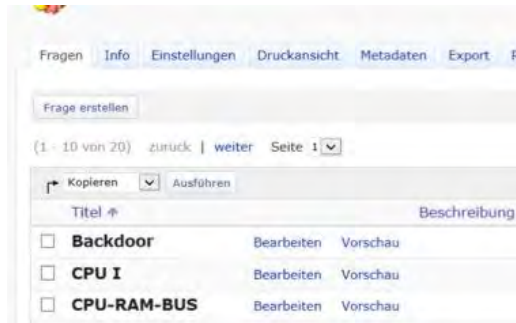 Fragen Info Einstellungen Druckansicht Metadaten Export
Frage erstellen
(1 - 10 von 20) zurück | weiter Seite 1
Kopieren Ausführen
Titel Beschreibung
Backdoor Bearbeiten Vorschau
CPU I Bearbeiten Vorschau
CPU-RAM-BUS Bearbeiten Vorschau